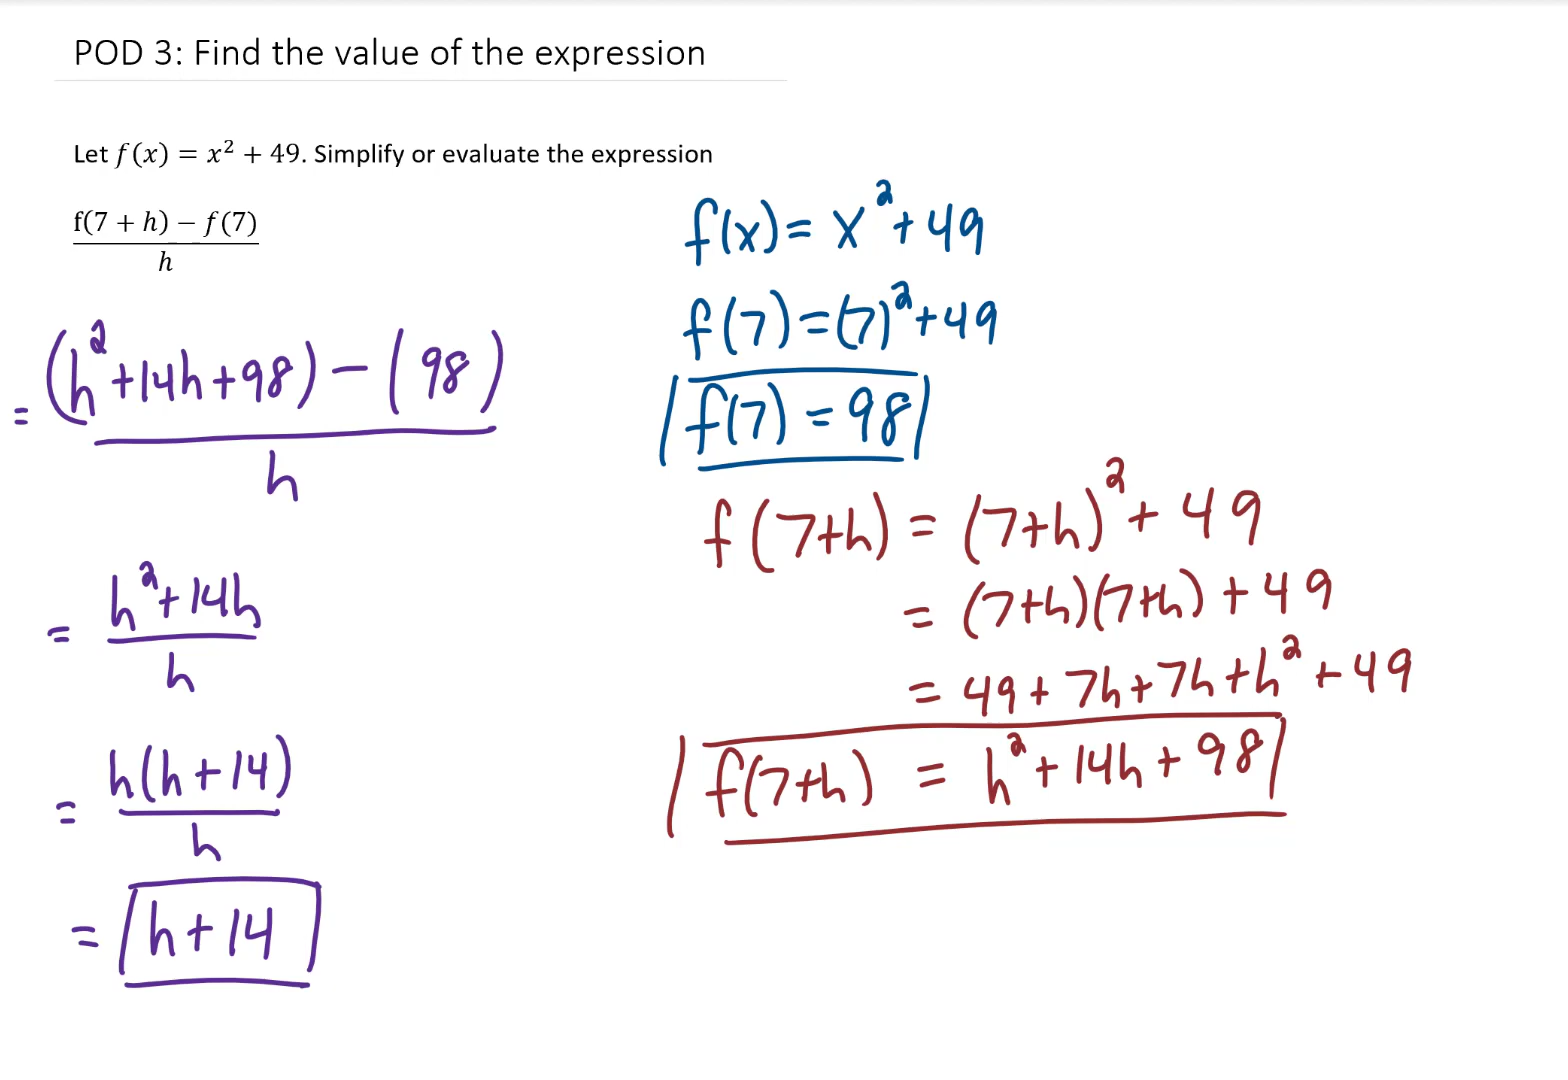 POD 3: Find the value of the expression
Let f(x) = x² + 49. Simplify or evaluate the expression
f(7 + h) − f(7)
h
= (h²+14h+98) − (98)
h
= h²+14h
h
= h(h+14)
h
= h+14
f(x) = x²+49
f(7) = (7)²+49
f(7) = 98
f(7+h) = (7+h)²+49
= (7+h)(7+h)+49
= 49+7h+7h+h²+49
f(7+h) = h²+14h+98